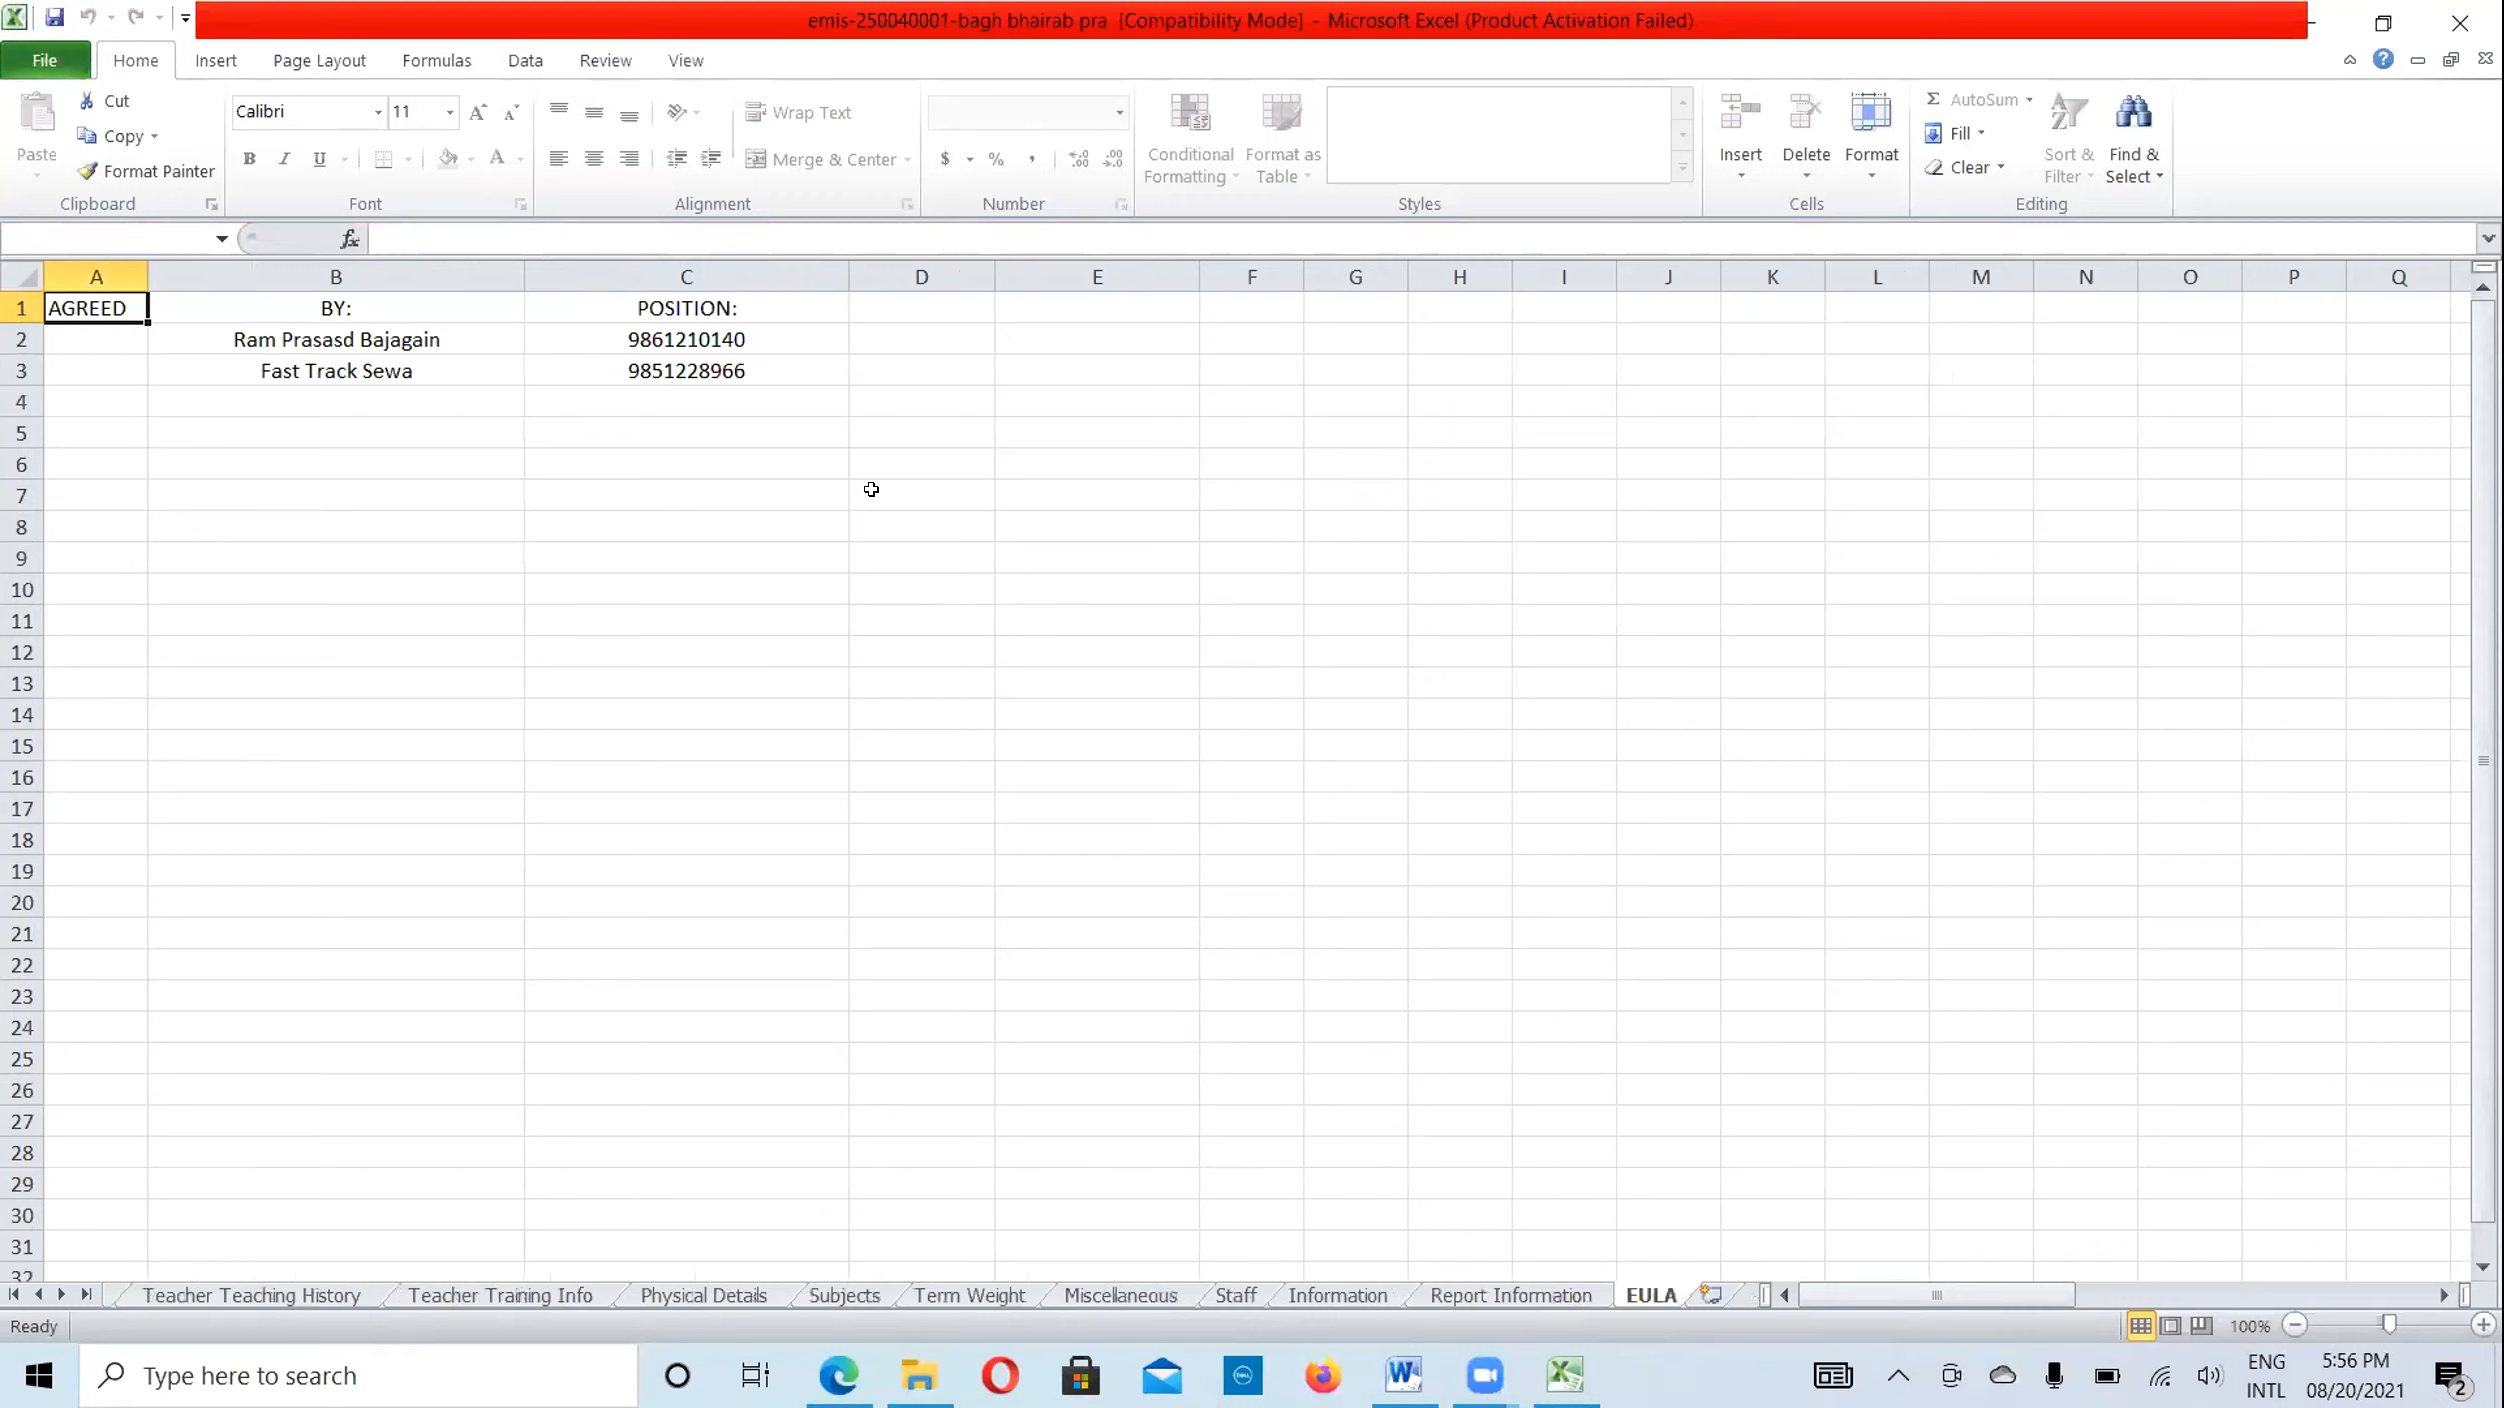 emis-250040001-bagh bhairab pra [Compatibility Mode] - Microsoft Excel (Product Activation Failed)
File Home Insert Page Layout Formulas Data Review View
Cut
Copy
Format Painter
Paste
Clipboard
Calibri 11
B I U
Font
Wrap Text
Merge & Center
Alignment
$ % ,
Number
Conditional Formatting
Format as Table
Styles
Insert Delete Format
Cells
Σ AutoSum
Fill
Clear
Sort & Filter
Find & Select
Editing
fx
A B C D E F G H I J K L M N O P Q
1 AGREED BY: POSITION:
2 Ram Prasasd Bajagain 9861210140
3 Fast Track Sewa 9851228966
4
5
6
7
8
9
10
11
12
13
14
15
16
17
18
19
20
21
22
23
24
25
26
27
28
29
30
31
32
Teacher Teaching History Teacher Training Info Physical Details Subjects Term Weight Miscellaneous Staff Information Report Information EULA
Ready 100%
Type here to search
ENG
INTL
5:56 PM
08/20/2021
2